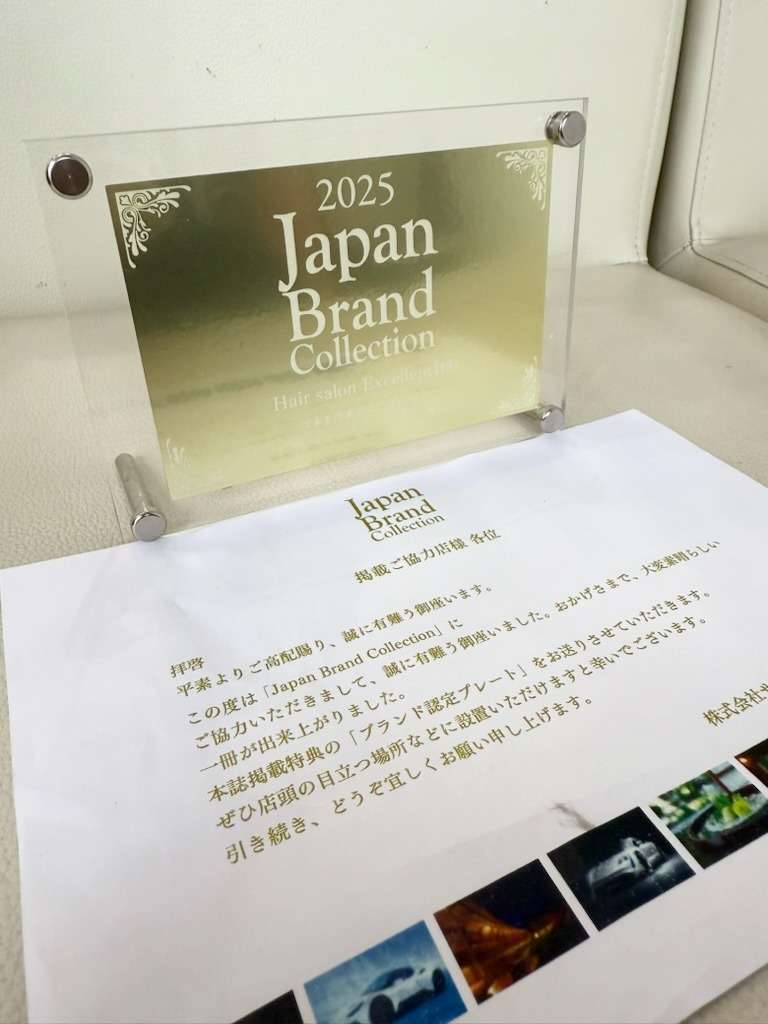 2025
Japan
Brand
Collection
Hair salon Excellent
Japan
Brand
Collection
掲載ご協力店様 各位
拝啓
平素よりご高配賜り、誠に有難う御座います。
この度は「Japan Brand Collection」に
ご協力いただきまして、誠に有難う御座いました。おかげさまで、大変素晴らしい
一冊が出来上がりました。
本誌掲載特典の「ブランド認定プレート」をお送りさせていただきます。
ぜひ店頭の目立つ場所などに設置いただけますと幸いでございます。
引き続き、どうぞ宜しくお願い申し上げます。
株式会社